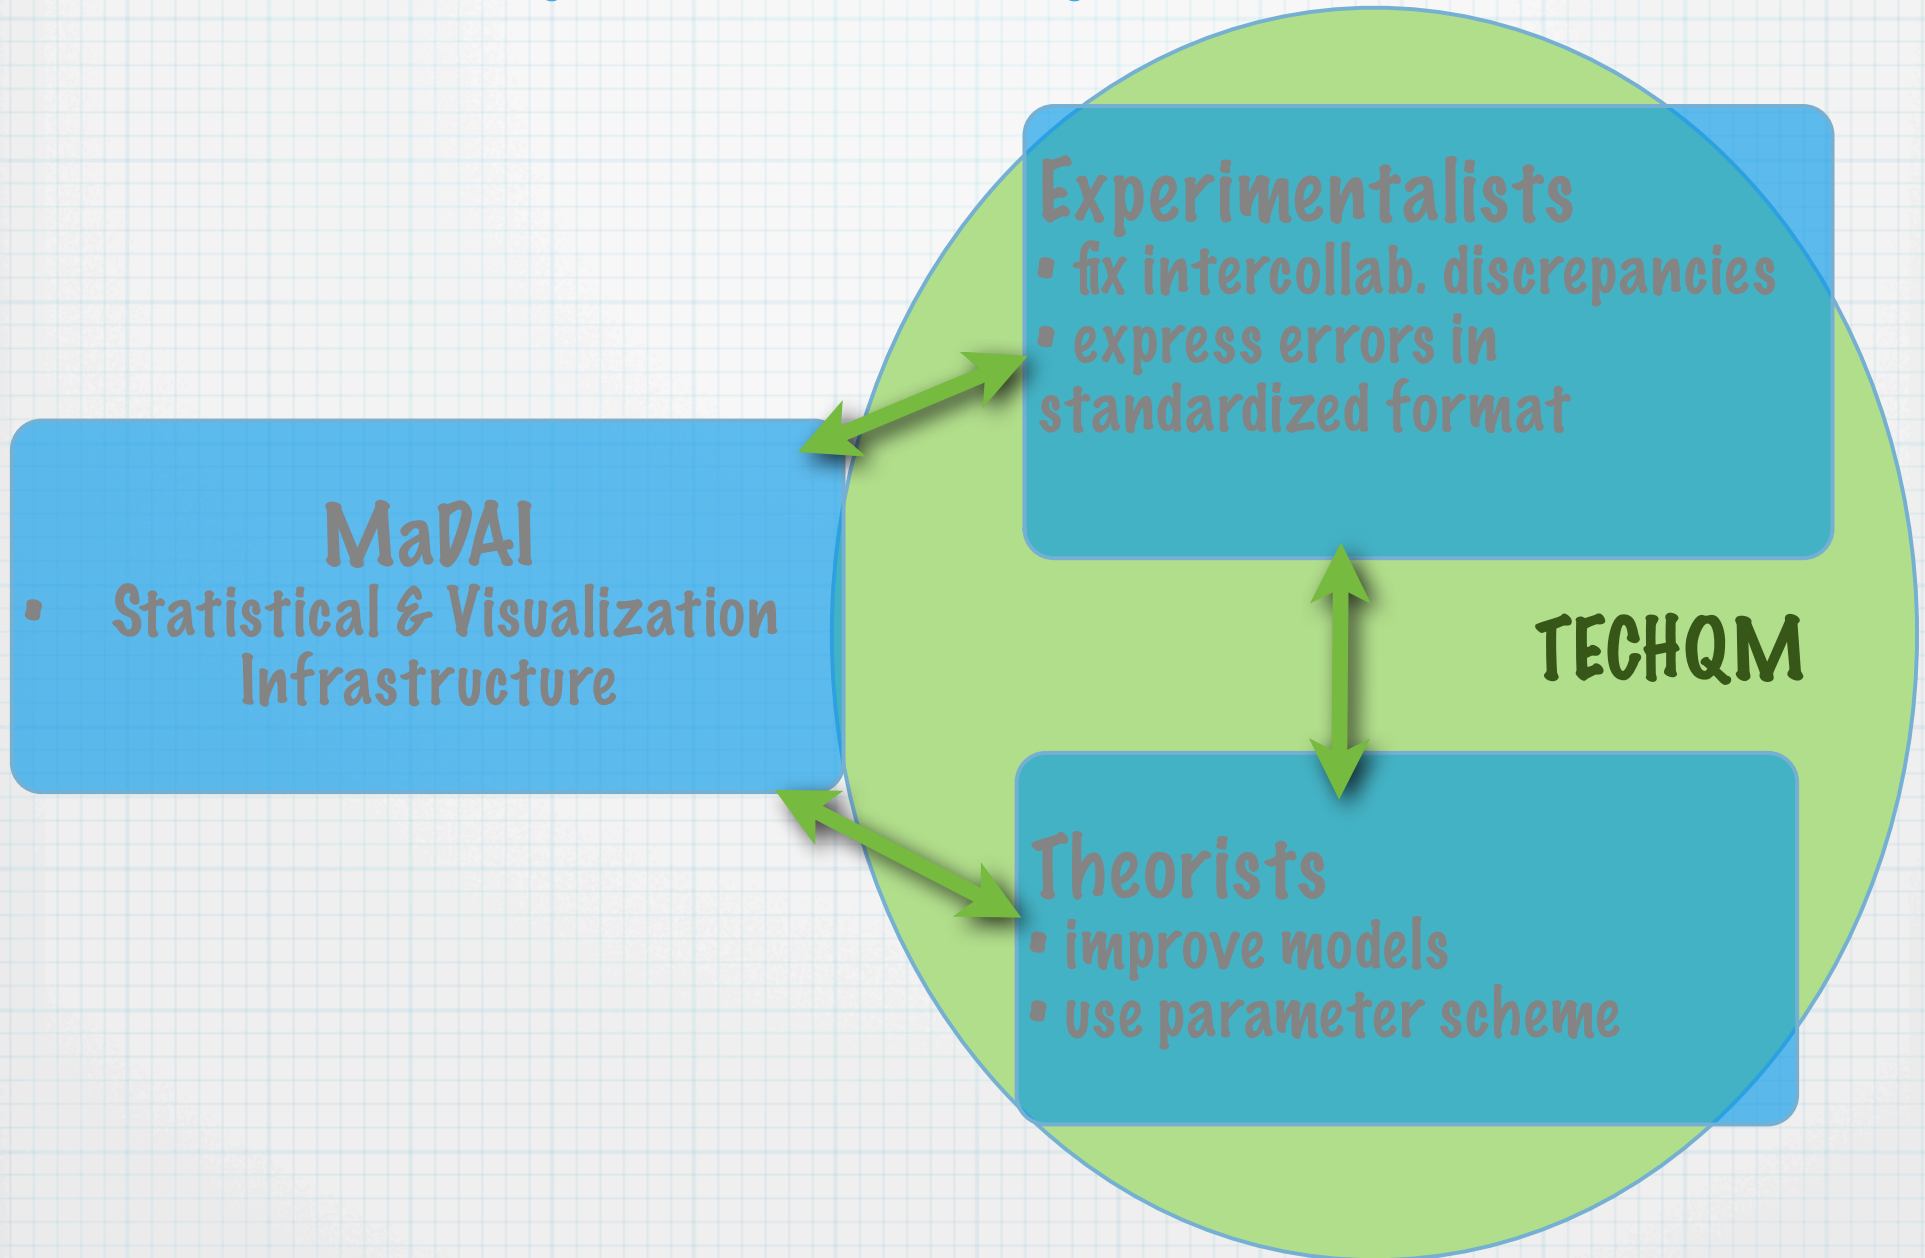 MaDAI
▪ Statistical & Visualization
Infrastructure
Experimentalists
▪ fix intercollab. discrepancies
▪ express errors in
standardized format
TECHQM
Theorists
▪ improve models
▪ use parameter scheme